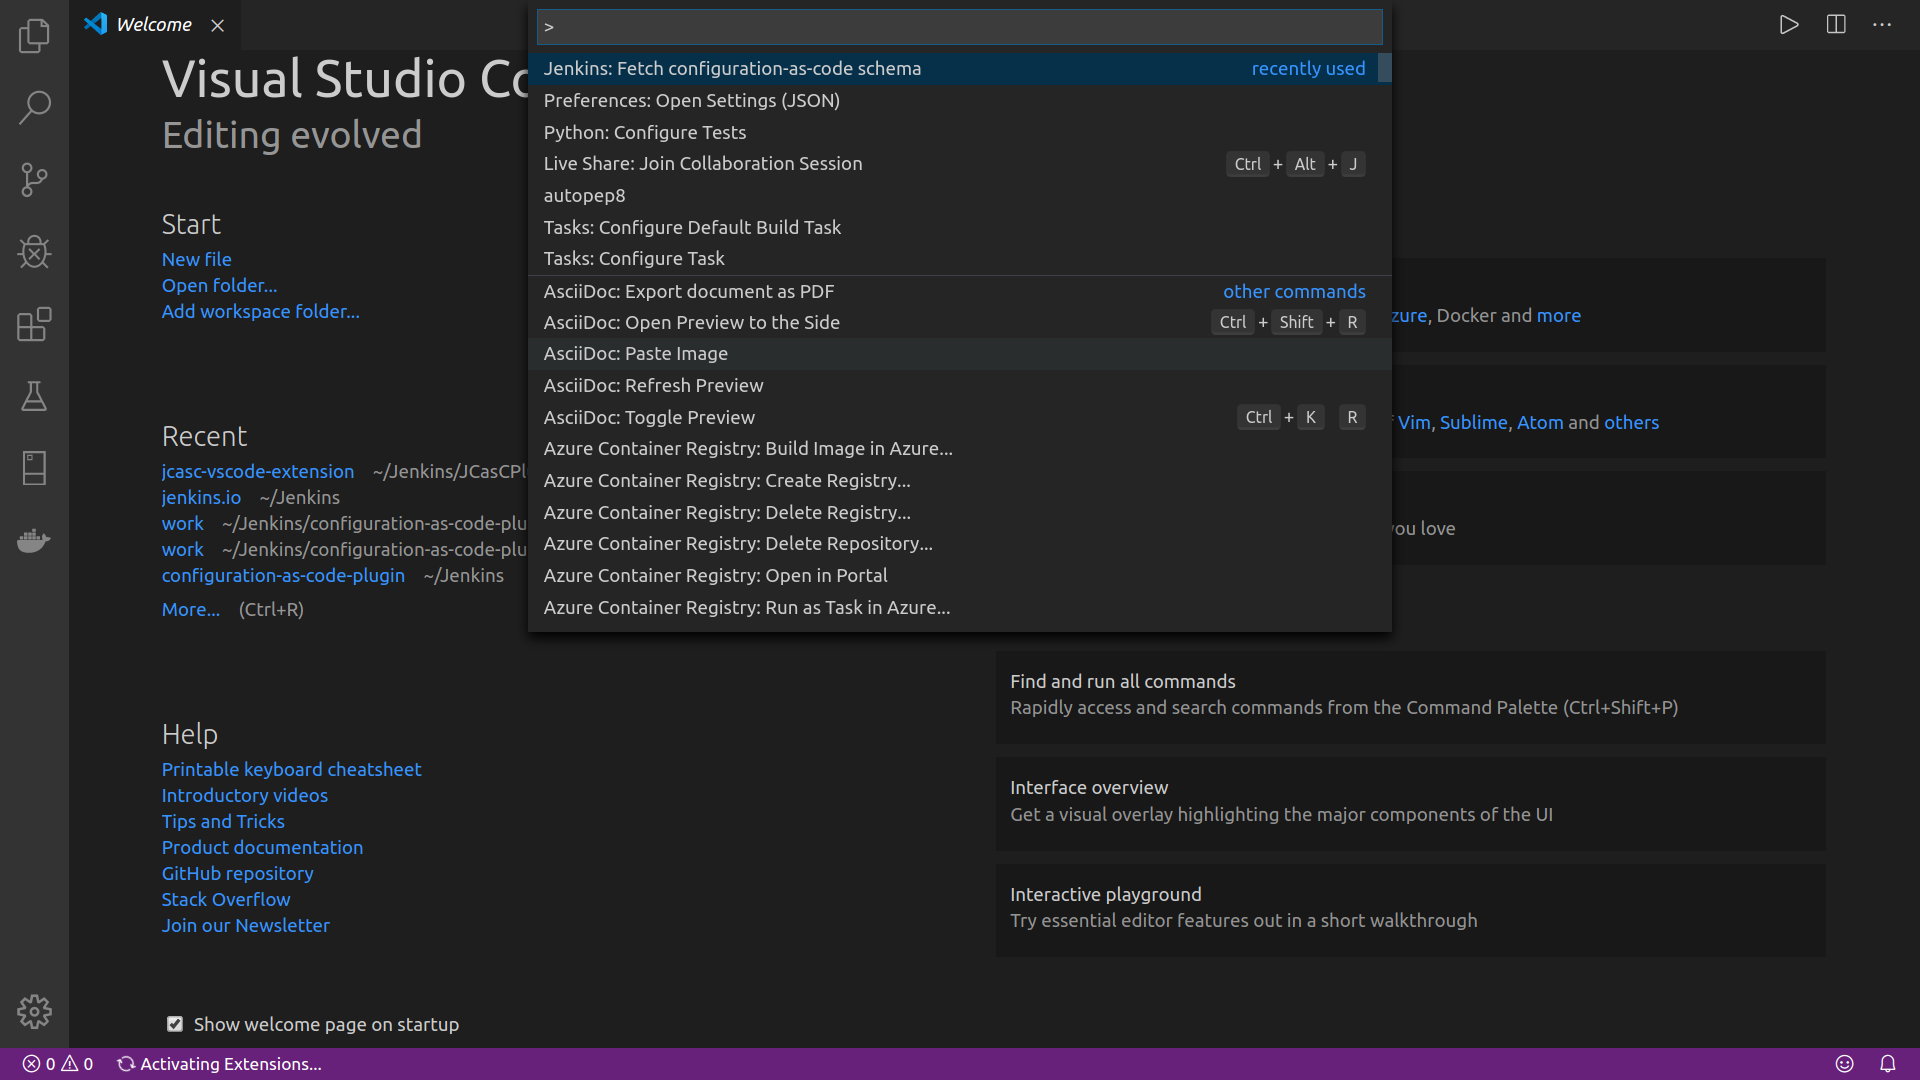 Welcome
>
Jenkins: Fetch configuration-as-code schema recently used
Preferences: Open Settings (JSON)
Python: Configure Tests
Live Share: Join Collaboration Session Ctrl + Alt + J
autopep8
Tasks: Configure Default Build Task
Tasks: Configure Task
AsciiDoc: Export document as PDF other commands
AsciiDoc: Open Preview to the Side Ctrl + Shift + R
AsciiDoc: Paste Image
AsciiDoc: Refresh Preview
AsciiDoc: Toggle Preview Ctrl + K R
Azure Container Registry: Build Image in Azure...
Azure Container Registry: Create Registry...
Azure Container Registry: Delete Registry...
Azure Container Registry: Delete Repository...
Azure Container Registry: Open in Portal
Azure Container Registry: Run as Task in Azure...
Visual Studio Co
Editing evolved
Start
New file
Open folder...
Add workspace folder...
Recent
jcasc-vscode-extension ~/Jenkins/JCasCPl
jenkins.io ~/Jenkins
work ~/Jenkins/configuration-as-code-plu
work ~/Jenkins/configuration-as-code-plu
configuration-as-code-plugin ~/Jenkins
More... (Ctrl+R)
Help
Printable keyboard cheatsheet
Introductory videos
Tips and Tricks
Product documentation
GitHub repository
Stack Overflow
Join our Newsletter
Show welcome page on startup
zure, Docker and more
Vim, Sublime, Atom and others
you love
Find and run all commands
Rapidly access and search commands from the Command Palette (Ctrl+Shift+P)
Interface overview
Get a visual overlay highlighting the major components of the UI
Interactive playground
Try essential editor features out in a short walkthrough
0 0 Activating Extensions...